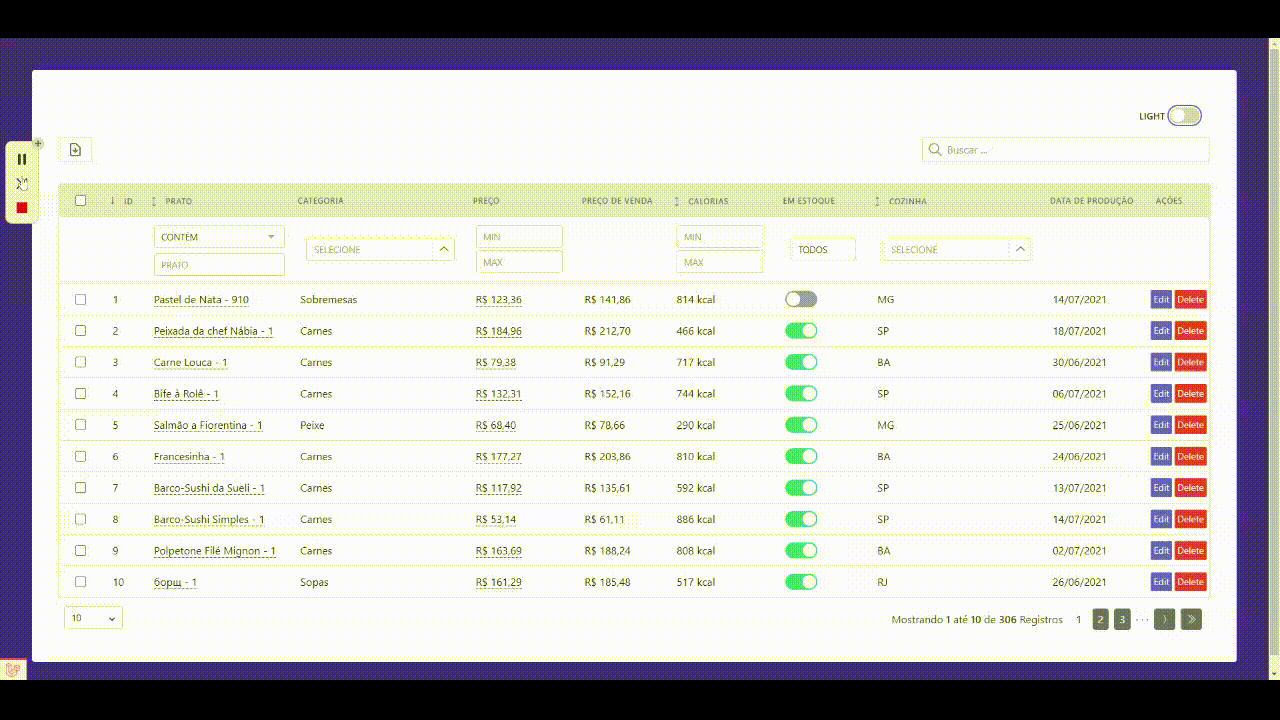 LIGHT
Buscar ...
ID PRATO CATEGORIA PREÇO PREÇO DE VENDA CALORIAS EM ESTOQUE COZINHA DATA DE PRODUÇÃO AÇÕES
CONTÉM MIN MIN
SELECIONE TODOS SELECIONE
PRATO MAX MAX
1 Pastel de Nata - 910 Sobremesas R$ 123,36 R$ 141,86 814 kcal MG 14/07/2021 Edit Delete
2 Peixada da chef Nábia - 1 Carnes R$ 184,96 R$ 212,70 466 kcal SP 18/07/2021 Edit Delete
3 Carne Louca - 1 Carnes R$ 79,38 R$ 91,29 717 kcal BA 30/06/2021 Edit Delete
4 Bife à Rolê - 1 Carnes R$ 132,31 R$ 152,16 744 kcal SP 06/07/2021 Edit Delete
5 Salmão a Fiorentina - 1 Peixe R$ 68,40 R$ 78,66 290 kcal MG 25/06/2021 Edit Delete
6 Francesinha - 1 Carnes R$ 177,27 R$ 203,86 810 kcal BA 24/06/2021 Edit Delete
7 Barco-Sushi da Sueli - 1 Carnes R$ 117,92 R$ 135,61 592 kcal SP 13/07/2021 Edit Delete
8 Barco-Sushi Simples - 1 Carnes R$ 53,14 R$ 61,11 886 kcal SP 14/07/2021 Edit Delete
9 Polpetone Filé Mignon - 1 Carnes R$ 163,69 R$ 188,24 808 kcal BA 02/07/2021 Edit Delete
10 борщ - 1 Sopas R$ 161,29 R$ 185,48 517 kcal RJ 26/06/2021 Edit Delete
10 Mostrando 1 até 10 de 306 Registros 1 2 3 ... 〉 »